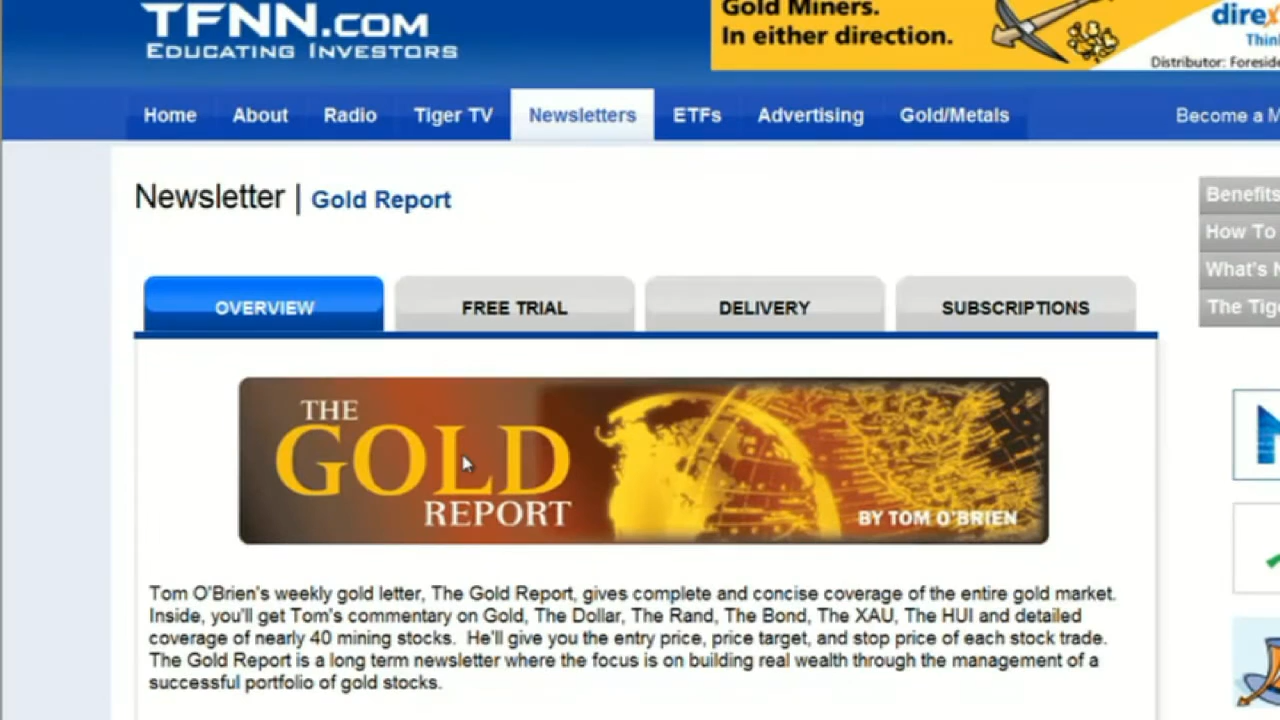 TFNN.COM
EDUCATING INVESTORS
Gold Miners.
In either direction.
Distributor:
Home
About
Radio
Tiger TV
Newsletters
ETFs
Advertising
Gold/Metals
Become a
Newsletter | Gold Report
Benefits
How To
What's
The
OVERVIEW
FREE TRIAL
DELIVERY
SUBSCRIPTIONS
THE
GOLD
REPORT
BY TOM O'BRIEN
Tom O'Brien's weekly gold letter, The Gold Report, gives complete and concise coverage of the entire gold market.
Inside, you'll get Tom's commentary on Gold, The Dollar, The Rand, The Bond, The XAU, The HUI and detailed
coverage of nearly 40 mining stocks. He'll give you the entry price, price target, and stop price of each stock trade.
The Gold Report is a long term newsletter where the focus is on building real wealth through the management of a
successful portfolio of gold stocks.